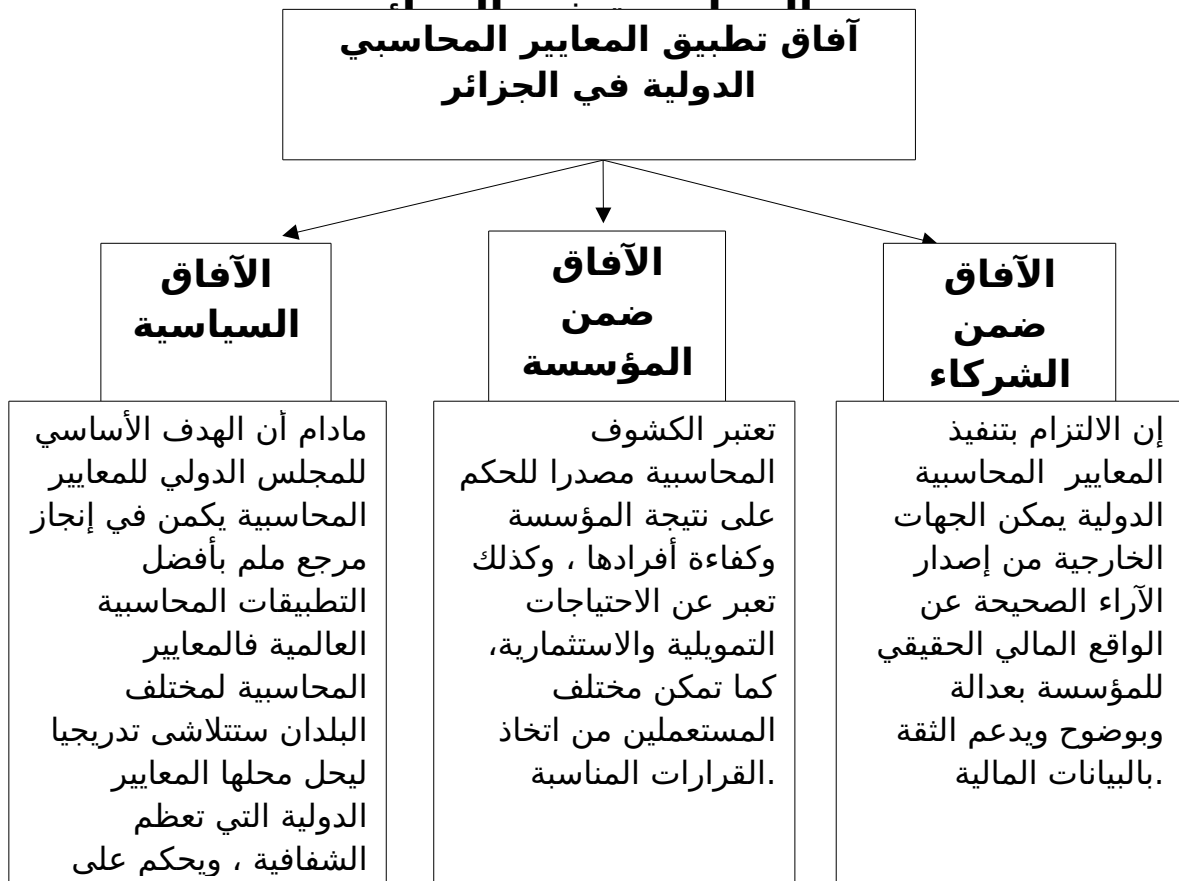 آفاق تطبيق المعايير المحاسبي
الدولية في الجزائر
الآفاق
ضمن
الشركاء
إن الالتزام بتنفيذ
المعايير المحاسبية
الدولية يمكن الجهات
الخارجية من إصدار
الآراء الصحيحة عن
الواقع المالي الحقيقي
للمؤسسة بعدالة
وبوضوح ويدعم الثقة
.بالبيانات المالية
الآفاق
ضمن
المؤسسة
تعتبر الكشوف
المحاسبية مصدرا للحكم
على نتيجة المؤسسة
وكفاءة أفرادها ، وكذلك
تعبر عن الاحتياجات
التمويلية والاستثمارية،
كما تمكن مختلف
المستعملين من اتخاذ
.القرارات المناسبة
الآفاق
السياسية
مادام أن الهدف الأساسي
للمجلس الدولي للمعايير
المحاسبية يكمن في إنجاز
مرجع ملم بأفضل
التطبيقات المحاسبية
العالمية فالمعايير
المحاسبية لمختلف
البلدان ستتلاشى تدريجيا
ليحل محلها المعايير
الدولية التي تعظم
الشفافية ، ويحكم على